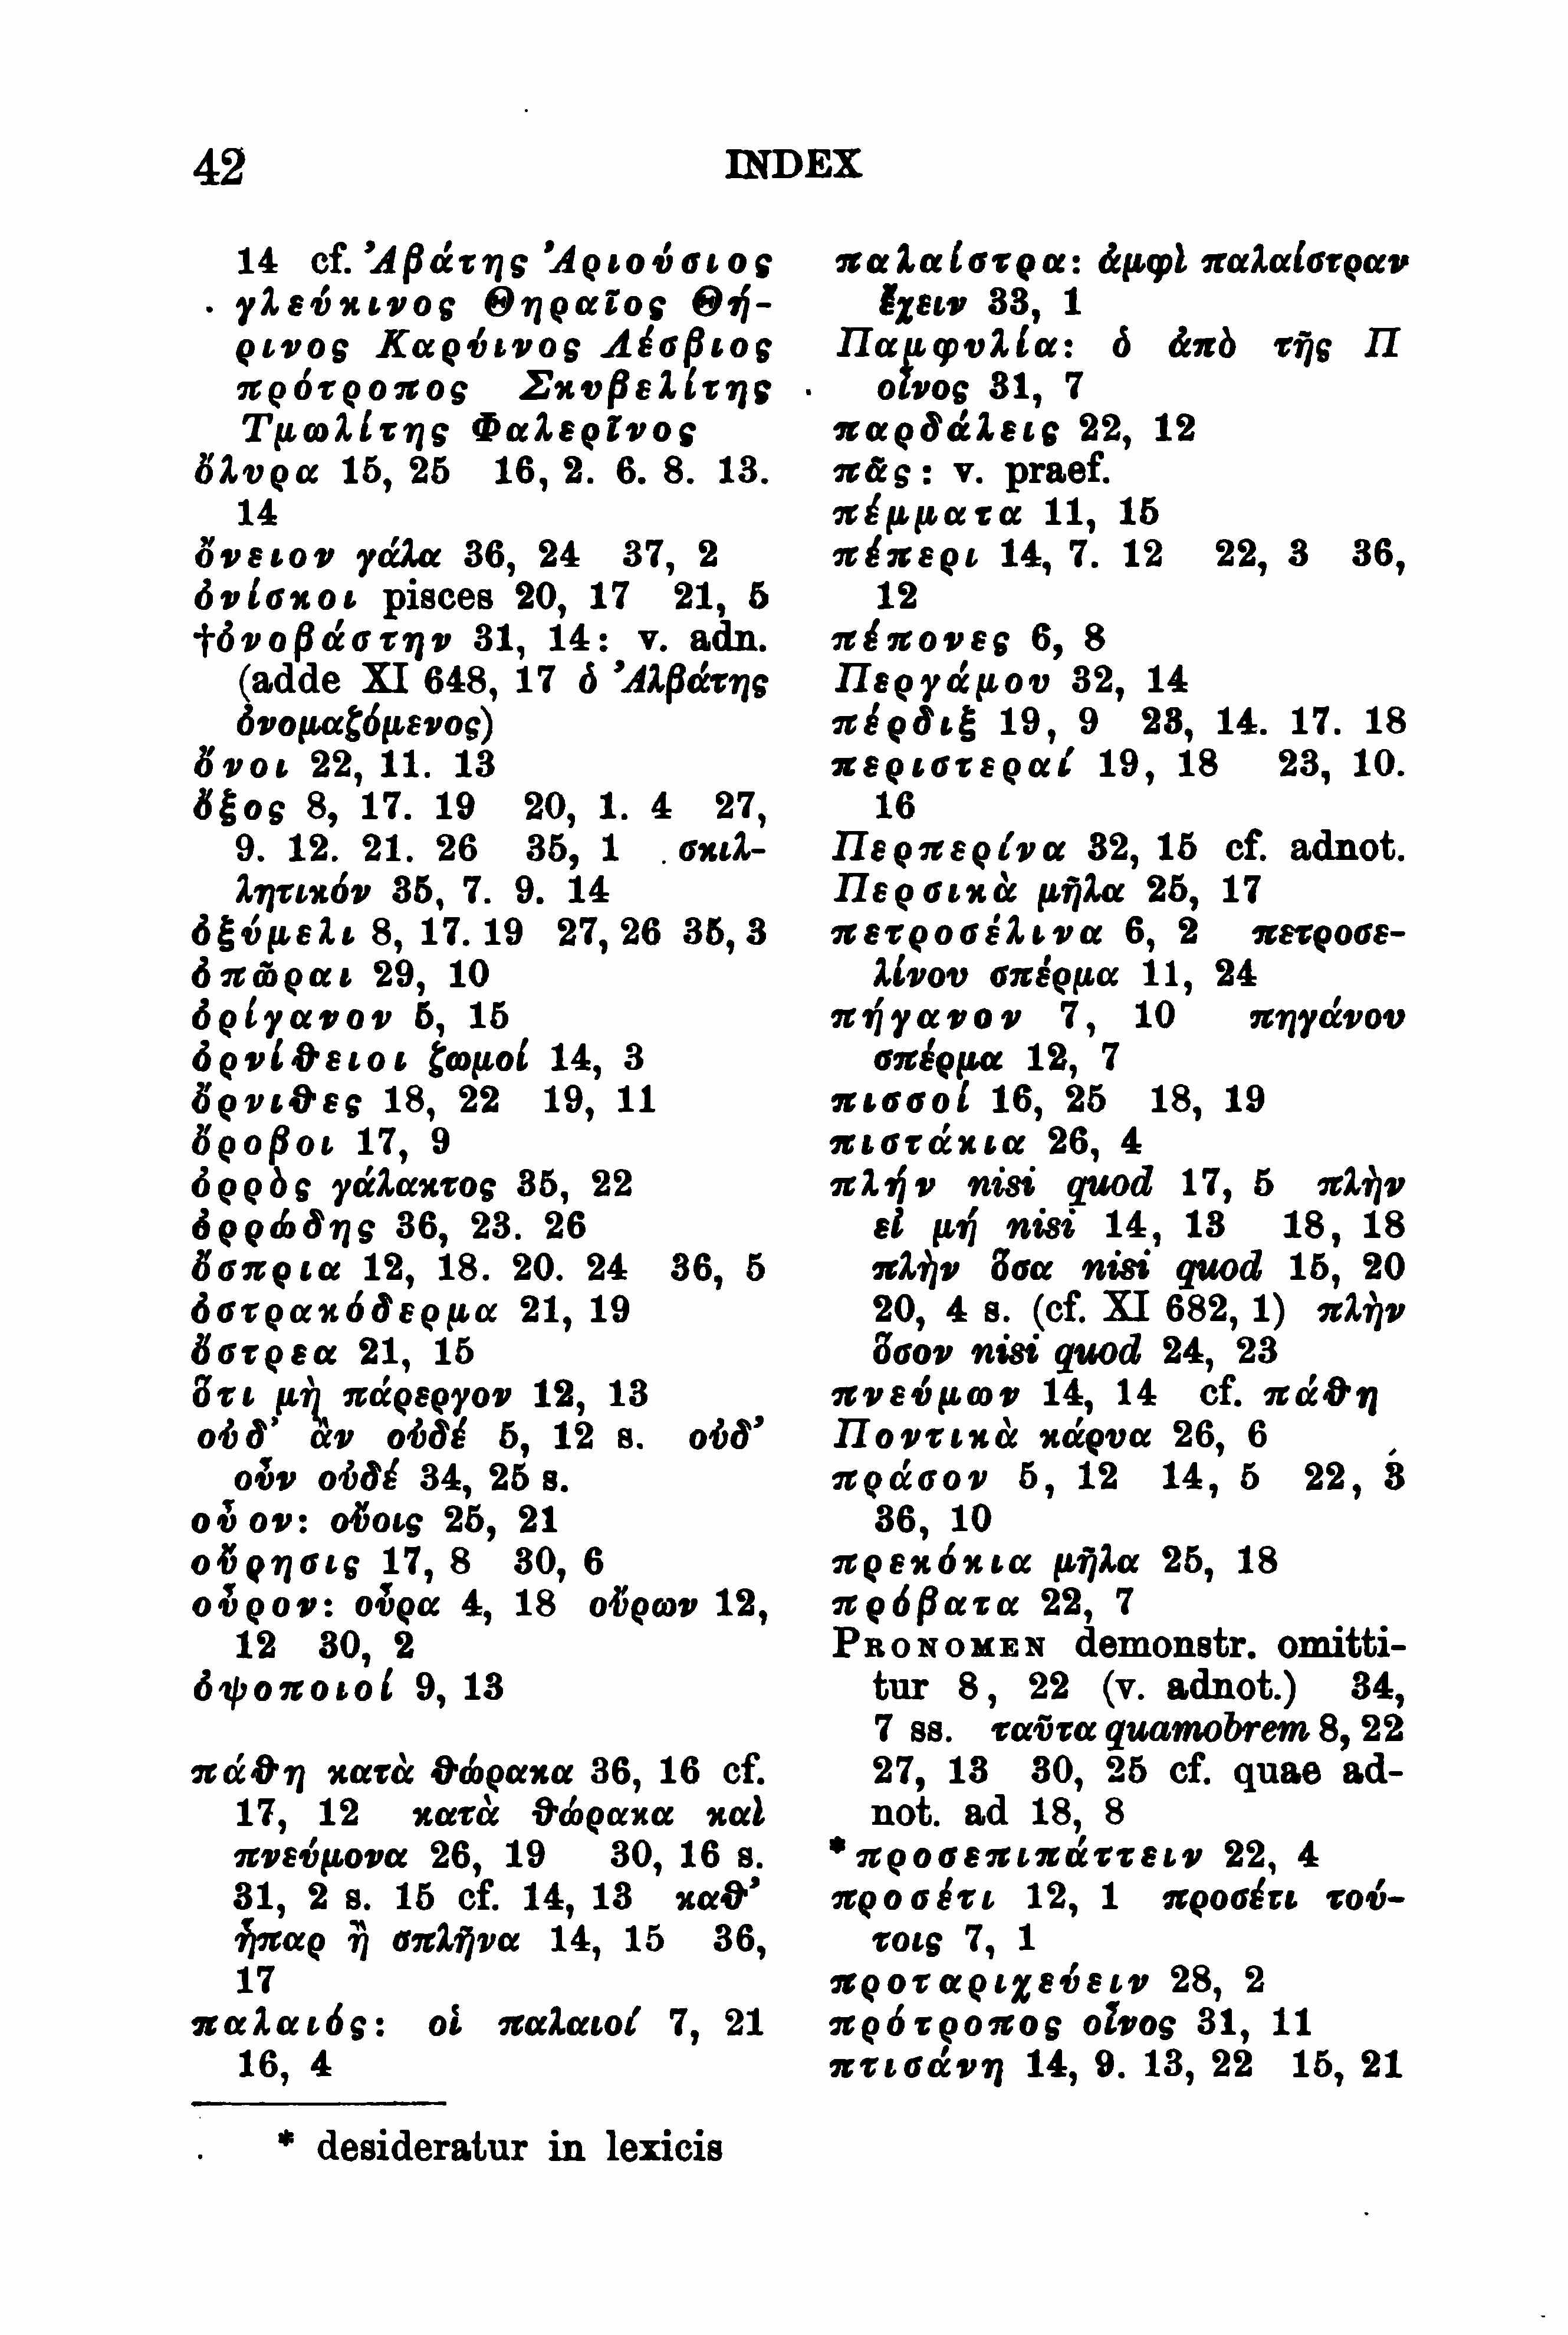 42 INDEX
14 cf. Ἀβάτης Ἀριούσιος
γλεύκινος Θηραῖος Θή-
ρινος Καρύινος Λέσβιος
πρότροπος Σκυβελίτης
Τμωλίτης Φαλερῖνος
ὄλυρα 15, 25 16, 2. 6. 8. 13.
14
ὄνειον γάλα 36, 24 37, 2
ὀνίσκοι pisces 20, 17 21, 5
†ὀνοβάστην 31, 14: v. adn.
(adde XI 648, 17 ὁ Ἀλβάτης
ὀνομαζόμενος)
ὄνοι 22, 11. 13
ὄξος 8, 17. 19 20, 1. 4 27,
9. 12. 21. 26 35, 1 σκιλ-
λητικόν 35, 7. 9. 14
ὀξύμελι 8, 17. 19 27, 26 35, 3
ὀπῶραι 29, 10
ὀρίγανον 5, 15
ὀρνίθειοι ζωμοί 14, 3
ὄρνιθες 18, 22 19, 11
ὄροβοι 17, 9
ὀρρὸς γάλακτος 35, 22
ὀρρώδης 36, 23. 26
ὄσπρια 12, 18. 20. 24 36, 5
ὀστρακόδερμα 21, 19
ὄστρεα 21, 15
ὅτι μὴ πάρεργον 12, 13
οὐδ’ ἂν οὐδέ 5, 12 s. οὐδ’
οὖν οὐδέ 34, 25 s.
οὖον: οὔοις 25, 21
οὔρησις 17, 8 30, 6
οὖρον: οὖρα 4, 18 οὔρων 12,
12 30, 2
ὀψοποιοί 9, 13
πάθη κατὰ θώρακα 36, 16 cf.
17, 12 κατὰ θώρακα καὶ
πνεύμονα 26, 19 30, 16 s.
31, 2 s. 15 cf. 14, 13 καθ’
ἧπαρ ἢ σπλῆνα 14, 15 36,
17
παλαιός: οἱ παλαιοί 7, 21
16, 4
* desideratur in lexicis
παλαίστρα: ἀμφὶ παλαίστραν
ἔχειν 33, 1
Παμφυλία: ὁ ἀπὸ τῆς Π
οἶνος 31, 7
παρδάλεις 22, 12
πᾶς: v. praef.
πέμματα 11, 15
πέπερι 14, 7. 12 22, 3 36,
12
πέπονες 6, 8
Περγάμου 32, 14
πέρδιξ 19, 9 23, 14. 17. 18
περιστεραί 19, 18 23, 10.
16
Περπερίνα 32, 15 cf. adnot.
Περσικὰ μῆλα 25, 17
πετροσέλινα 6, 2 πετροσε-
λίνου σπέρμα 11, 24
πήγανον 7, 10 πηγάνου
σπέρμα 12, 7
πισσοί 16, 25 18, 19
πιστάκια 26, 4
πλήν nisi quod 17, 5 πλὴν
εἰ μή nisi 14, 13 18, 18
πλὴν ὅσα nisi quod 15, 20
20, 4 s. (cf. XI 682, 1) πλὴν
ὅσον nisi quod 24, 23
πνεύμων 14, 14 cf. πάθη
Ποντικὰ κάρυα 26, 6
πράσον 5, 12 14, 5 22, 3
36, 10
πρεκόκια μῆλα 25, 18
πρόβατα 22, 7
PRONOMEN demonstr. omitti-
tur 8, 22 (v. adnot.) 34,
7 ss. ταῦτα quamobrem 8, 22
27, 13 30, 25 cf. quae ad-
not. ad 18, 8
*προσεπιπάττειν 22, 4
προσέτι 12, 1 προσέτι τού-
τοις 7, 1
προταριχεύειν 28, 2
πρότροπος οἶνος 31, 11
πτισάνη 14, 9. 13, 22 15, 21